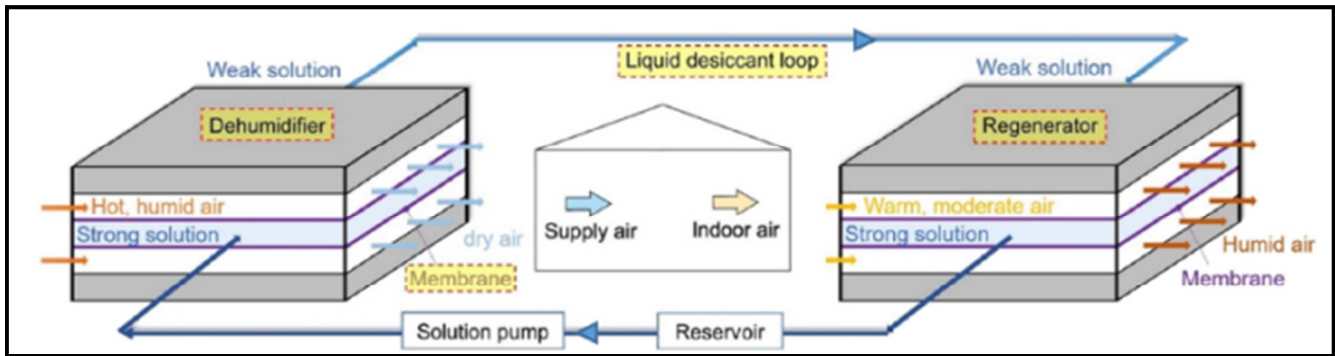 Liquid desiccant loop
Weak solution
Dehumidifier
Hot, humid air
Strong solution
dry air
Membrane
Supply air
Indoor air
Weak solution
Regenerator
Warm, moderate air
Strong solution
Humid air
Membrane
Solution pump
Reservoir